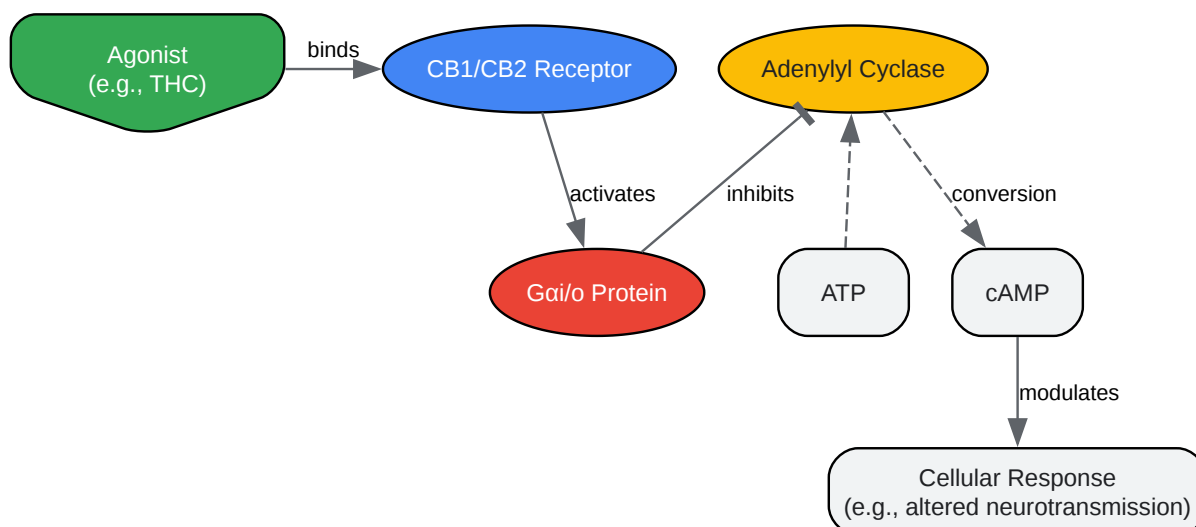 Agonist
(e.g., THC)
binds
CB1/CB2 Receptor
Adenylyl Cyclase
activates
inhibits
conversion
Gαi/o Protein
ATP
cAMP
modulates
Cellular Response
(e.g., altered neurotransmission)